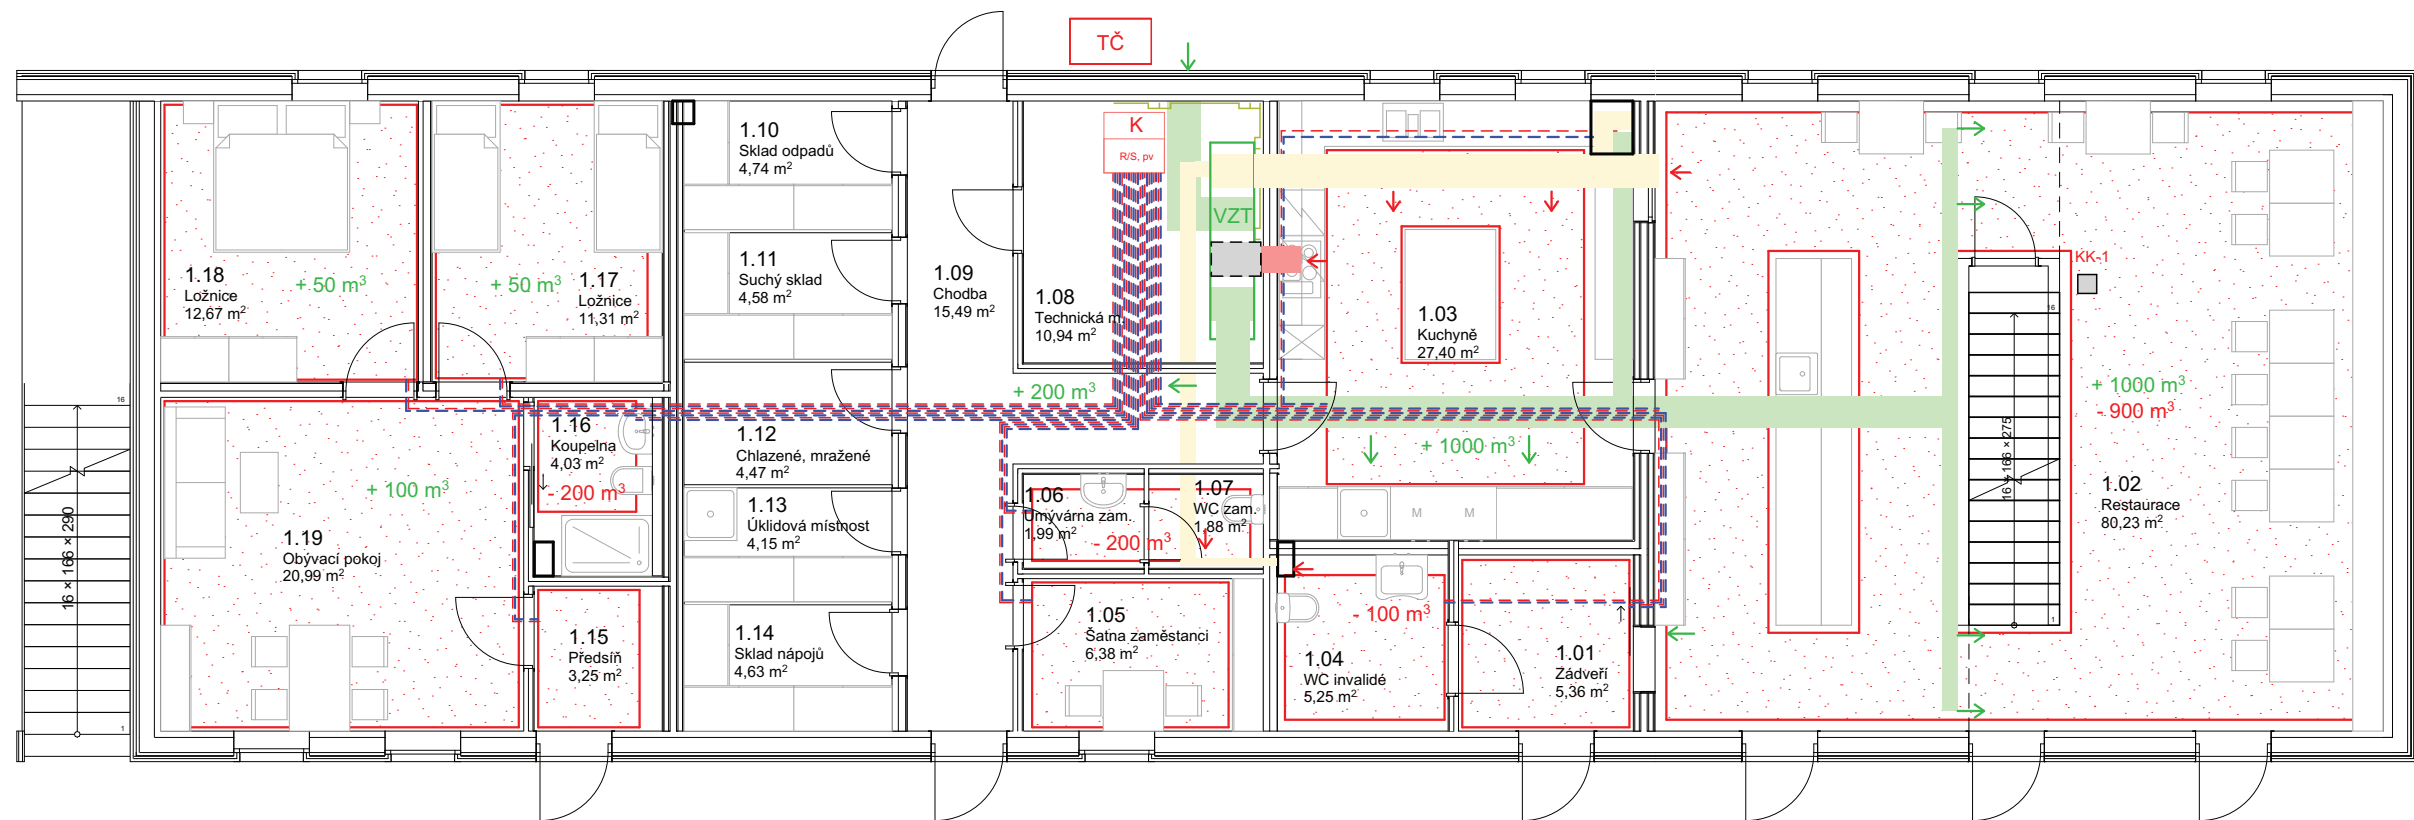 TČ
K
R/S, pv
VZT
1.10
Sklad odpadů
4,74 m²
1.11
Suchý sklad
4,58 m²
1.09
Chodba
15,49 m²
1.08
Technická m.
10,94 m²
1.03
Kuchyně
27,40 m²
KK-1
1.18
Ložnice
12,67 m²
+ 50 m³
+ 50 m³
1.17
Ložnice
11,31 m²
+ 200 m³
+ 1000 m³
- 900 m³
16
16
1.16
Koupelna
4,03 m²
- 200 m³
1.12
Chlazené, mražené
4,47 m²
+ 1000 m³
+ 100 m³
1.19
Obývací pokoj
20,99 m²
1.13
Úklidová místnost
4,15 m²
1.06
Umývárna zam.
1,99 m²
1.07
WC zam.
1,88 m²
- 200 m³
M
M
1.02
Restaurace
80,23 m²
16 × 166 × 290
16 × 166 × 275
1.15
Předsíň
3,25 m²
1.14
Sklad nápojů
4,63 m²
1.05
Šatna zaměstanci
6,38 m²
- 100 m³
1.04
WC invalidé
5,25 m²
1.01
Zádveří
5,36 m²
1
1